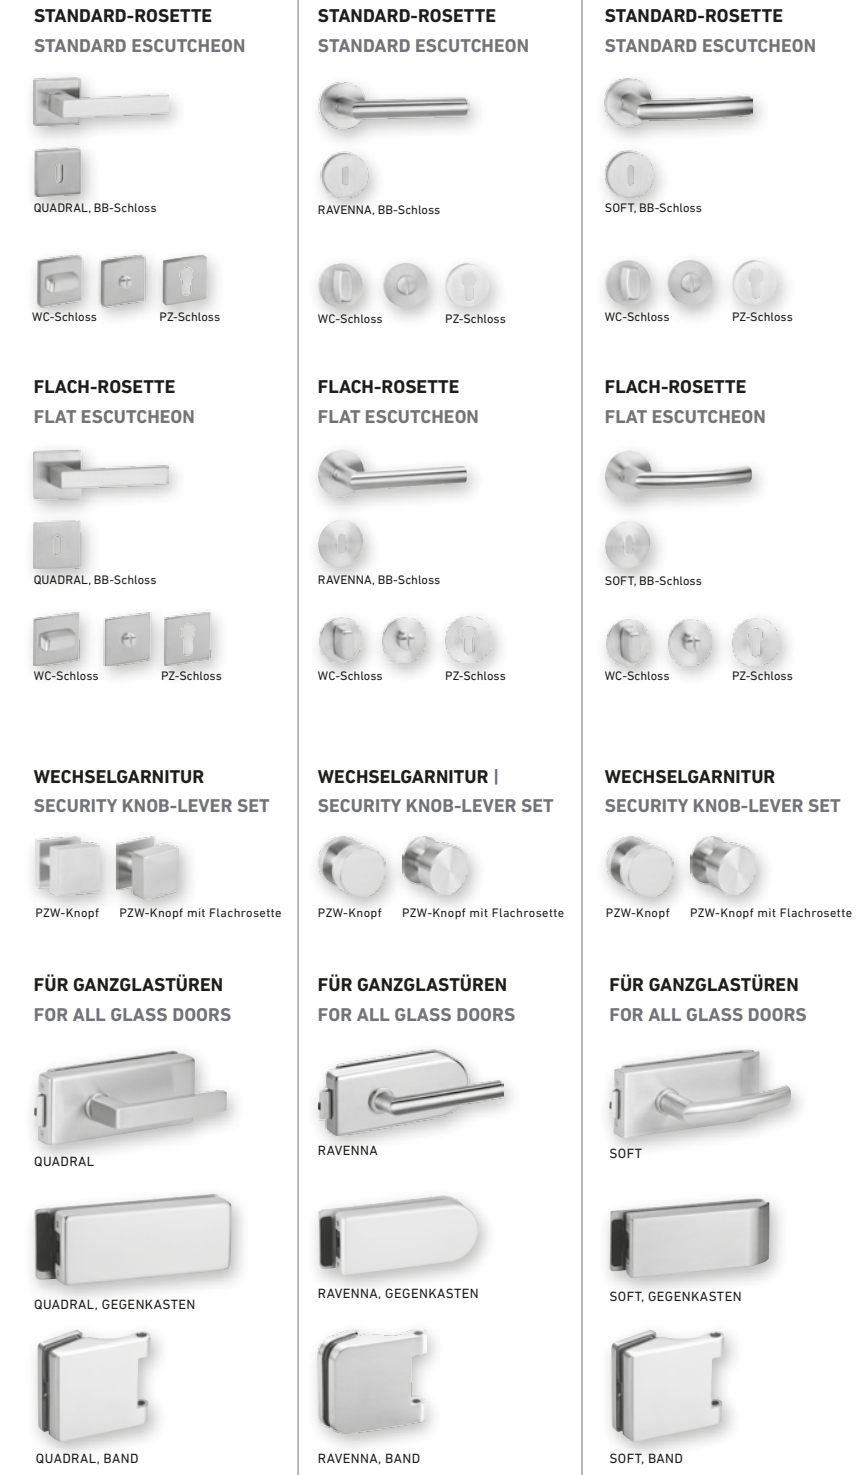 STANDARD-ROSETTE
STANDARD ESCUTCHEON
QUADRAL, BB-Schloss
WC-Schloss
PZ-Schloss
FLACH-ROSETTE
FLAT ESCUTCHEON
QUADRAL, BB-Schloss
WC-Schloss
PZ-Schloss
WECHSELGARNITUR
SECURITY KNOB-LEVER SET
PZW-Knopf
PZW-Knopf mit Flachrosette
FÜR GANZGLASTÜREN
FOR ALL GLASS DOORS
QUADRAL
QUADRAL, GEGENKASTEN
QUADRAL, BAND
STANDARD-ROSETTE
STANDARD ESCUTCHEON
RAVENNA, BB-Schloss
WC-Schloss
PZ-Schloss
FLACH-ROSETTE
FLAT ESCUTCHEON
RAVENNA, BB-Schloss
WC-Schloss
PZ-Schloss
WECHSELGARNITUR |
SECURITY KNOB-LEVER SET
PZW-Knopf
PZW-Knopf mit Flachrosette
FÜR GANZGLASTÜREN
FOR ALL GLASS DOORS
RAVENNA
RAVENNA, GEGENKASTEN
RAVENNA, BAND
STANDARD-ROSETTE
STANDARD ESCUTCHEON
SOFT, BB-Schloss
WC-Schloss
PZ-Schloss
FLACH-ROSETTE
FLAT ESCUTCHEON
SOFT, BB-Schloss
WC-Schloss
PZ-Schloss
WECHSELGARNITUR
SECURITY KNOB-LEVER SET
PZW-Knopf
PZW-Knopf mit Flachrosette
FÜR GANZGLASTÜREN
FOR ALL GLASS DOORS
SOFT
SOFT, GEGENKASTEN
SOFT, BAND